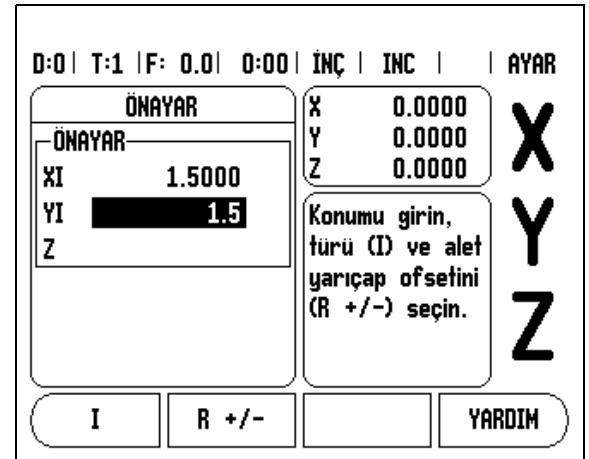 D:0| T:1 |F: 0.0| 0:00| İNÇ | INC | | AYAR
ÖNAYAR
ÖNAYAR
XI 1.5000
YI 1.5
Z
X 0.0000
Y 0.0000
Z 0.0000
Konumu girin,
türü (I) ve alet
yarıçap ofsetini
(R +/-) seçin.
X
Y
Z
I
R +/-
YARDIM